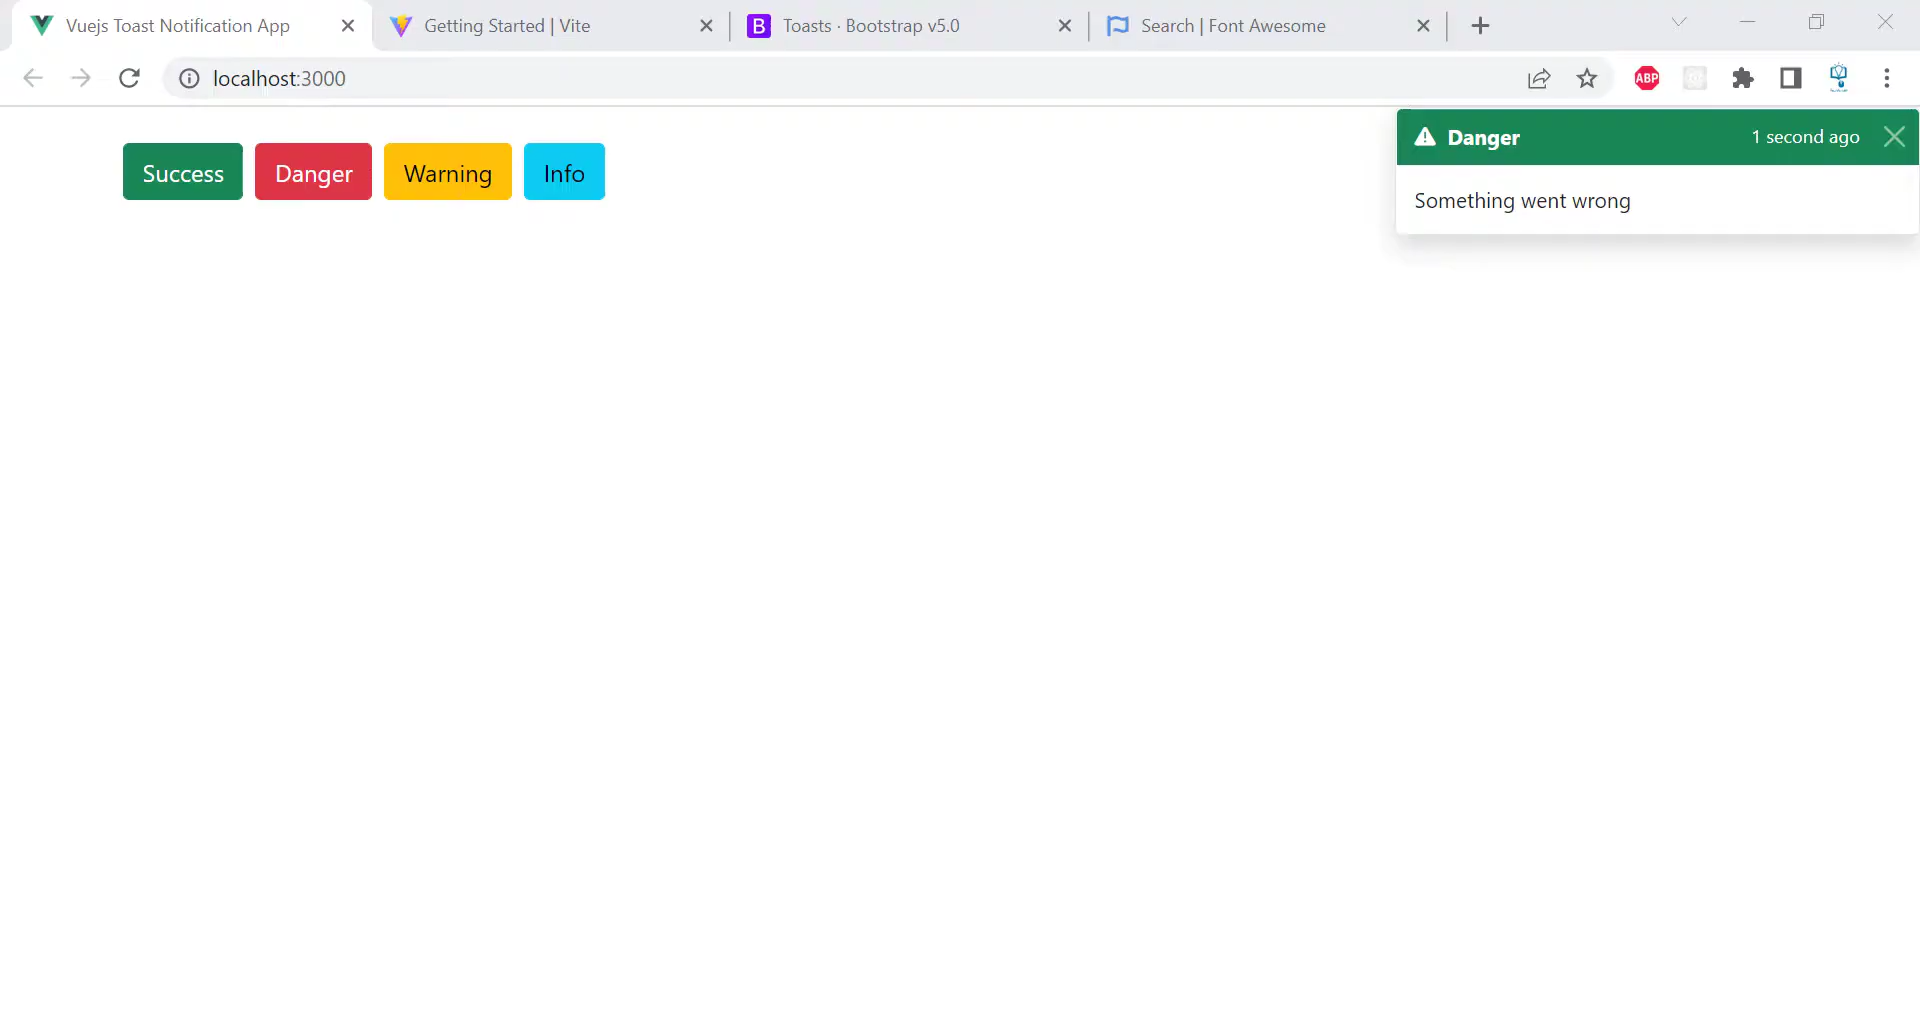 Vuejs Toast Notification App
Getting Started | Vite
B Toasts · Bootstrap v5.0
Search | Font Awesome
localhost:3000
ABP
Success Danger Warning Info
Danger 1 second ago
Something went wrong